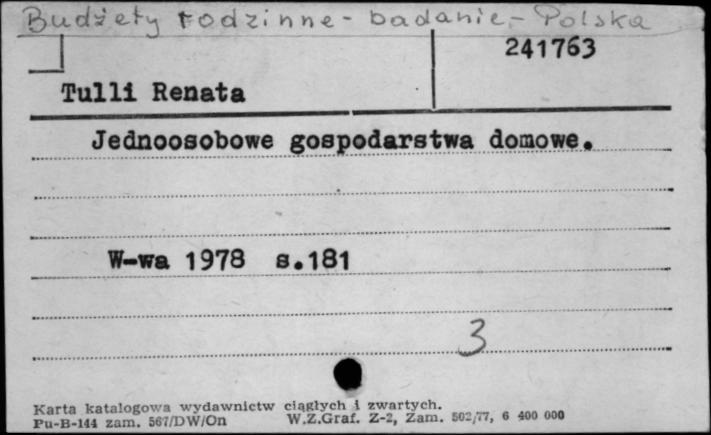 Budżety rodzinne - badanie - Polska
241763
Tulli Renata
Jednoosobowe gospodarstwa domowe.
W-wa 1978 s.181
3
Karta katalogowa wydawnictw ciągłych i zwartych.
Pu-B-144 zam. 567/DW/On W.Z.Graf. Z-2, Zam. 502/77, 6 400 000